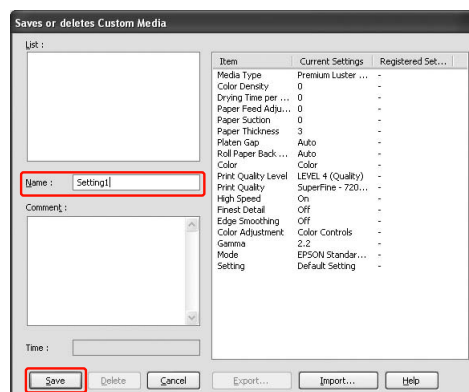 Saves or deletes Custom Media
List :
Item Current Settings Registered Set...
Media Type Premium Luster ... -
Color Density 0 -
Drying Time per ... 0 -
Paper Feed Adju... 0 -
Paper Suction 0 -
Paper Thickness 3 -
Platen Gap Auto -
Roll Paper Back ... Auto -
Color Color -
Print Quality Level LEVEL 4 (Quality) -
Print Quality SuperFine - 720... -
High Speed On -
Finest Detail Off -
Edge Smoothing Off -
Color Adjustment Color Controls -
Gamma 2.2 -
Mode EPSON Standar... -
Setting Default Setting -
Name : Setting1
Comment :
Time :
Save Delete Cancel Export... Import... Help